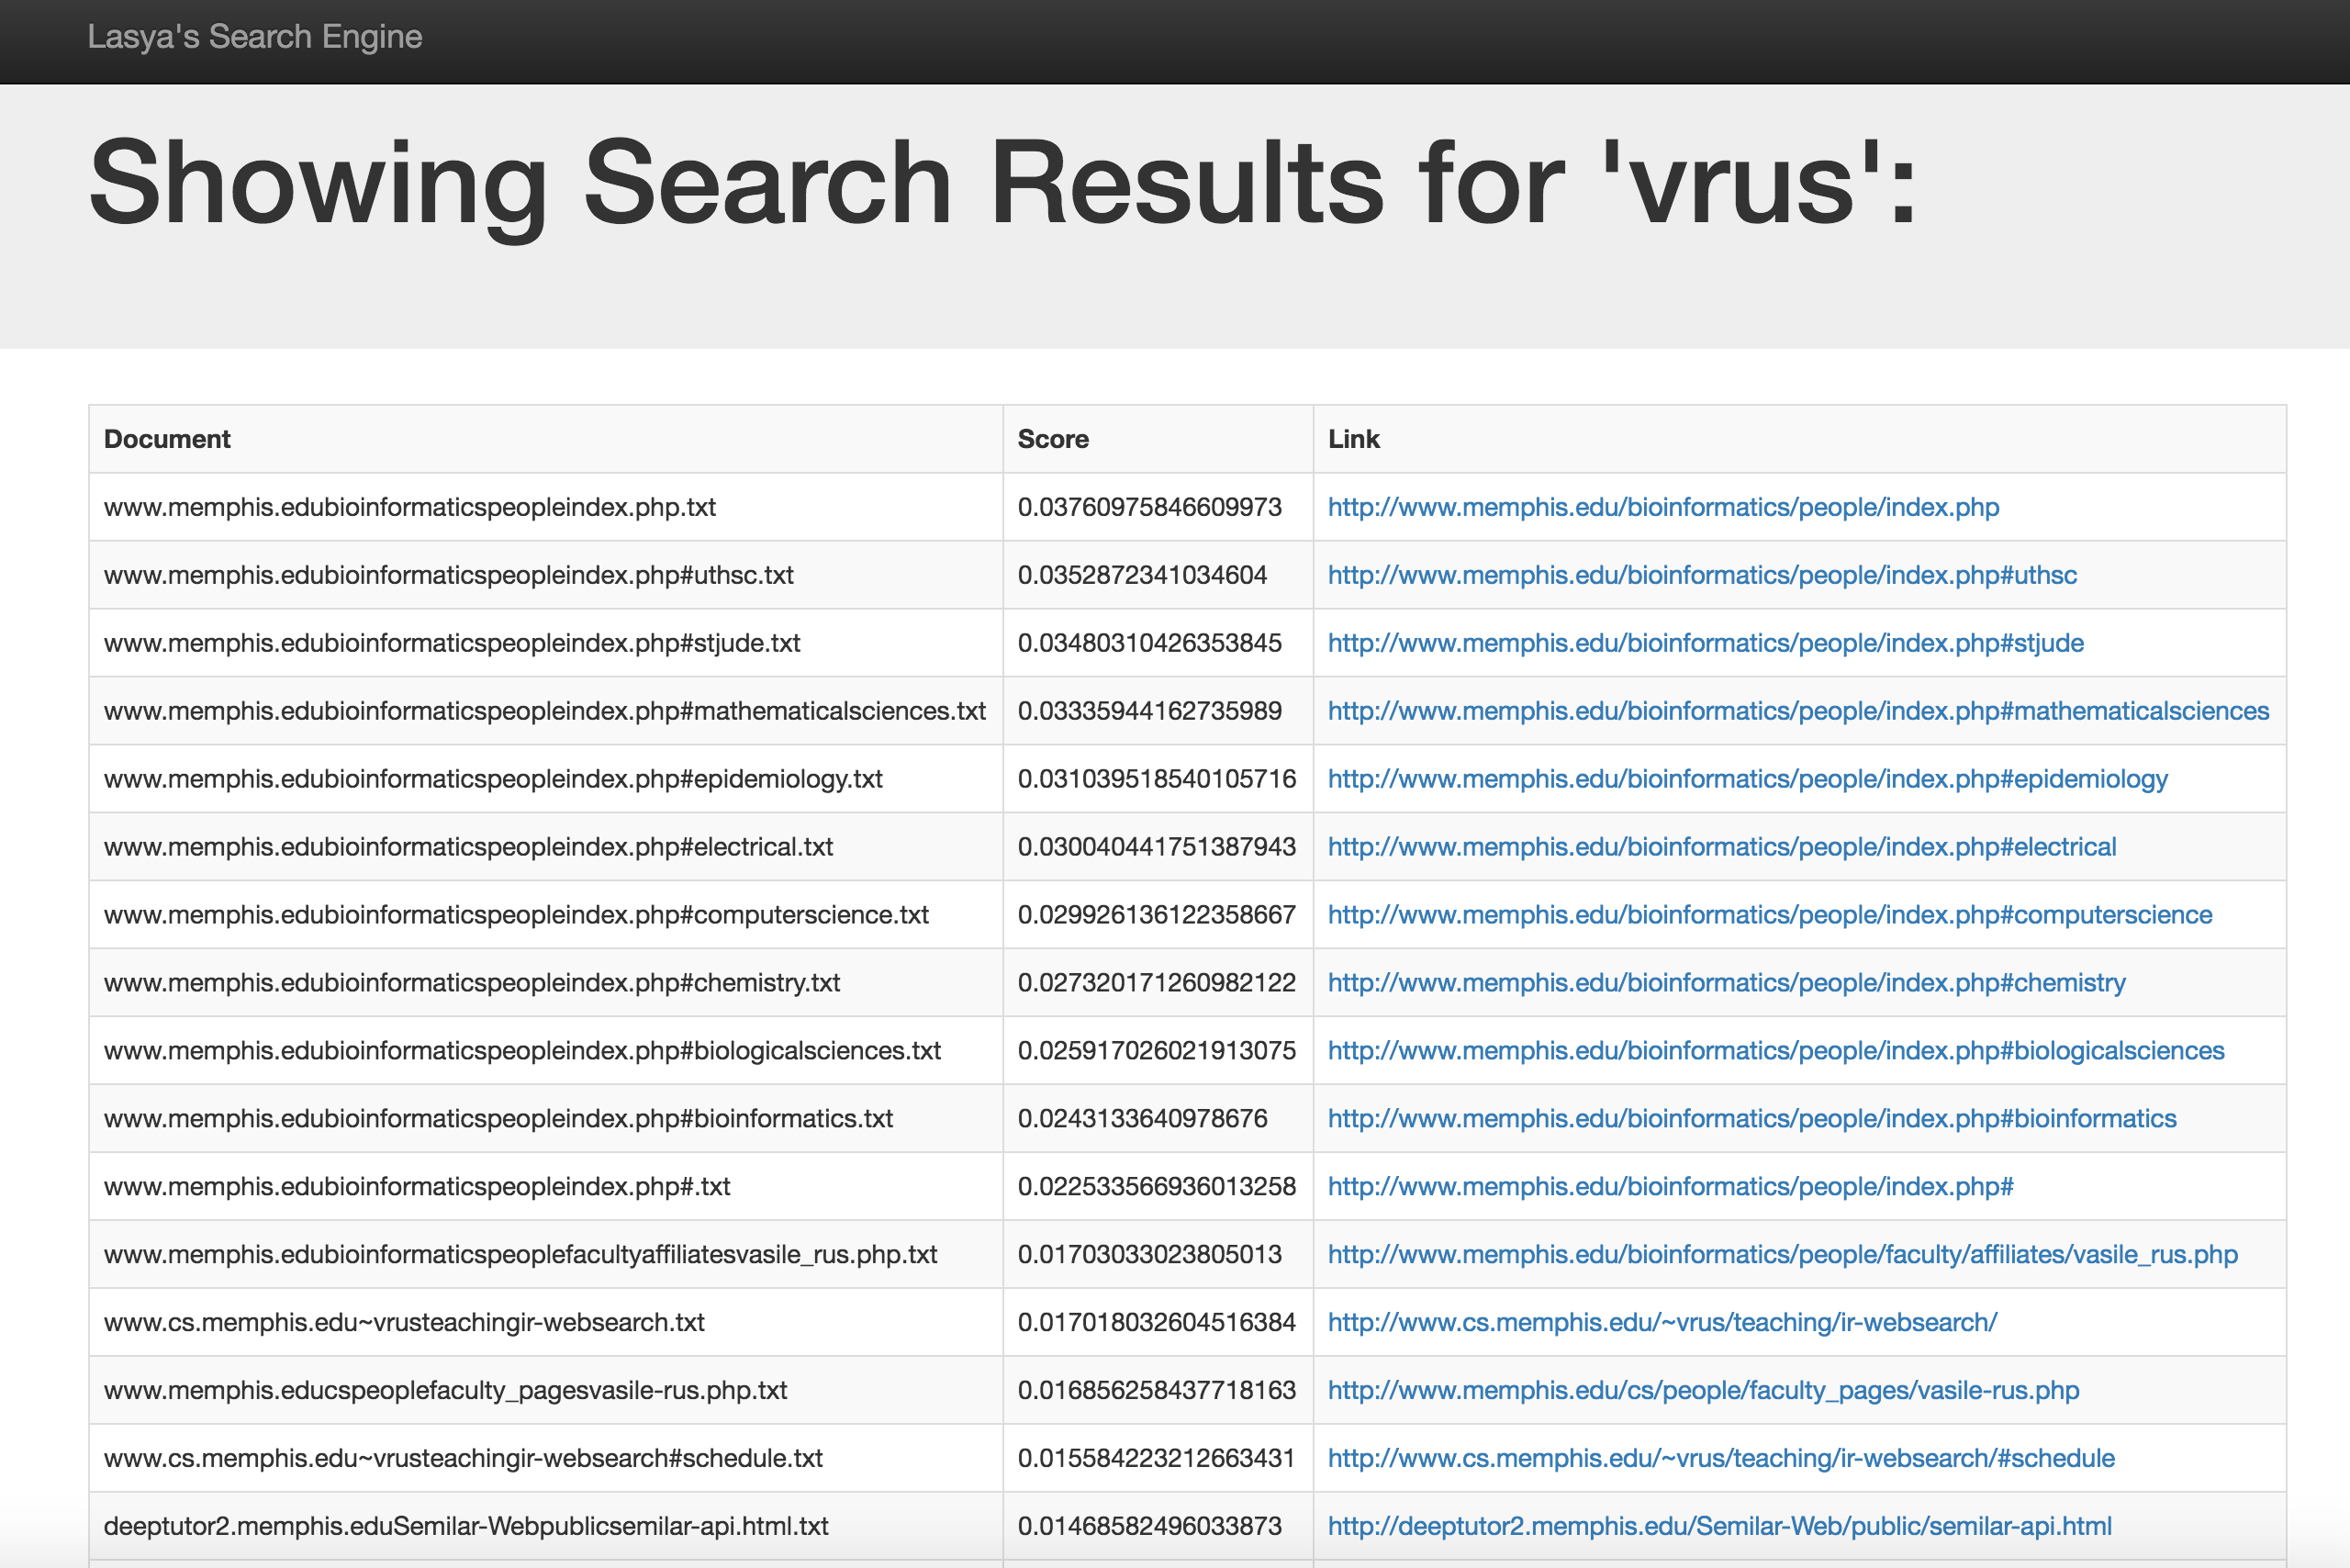 Lasya's Search Engine
Showing Search Results for 'vrus':
Document Score Link
www.memphis.edubioinformaticspeopleindex.php.txt 0.03760975846609973 http://www.memphis.edu/bioinformatics/people/index.php
www.memphis.edubioinformaticspeopleindex.php#uthsc.txt 0.0352872341034604 http://www.memphis.edu/bioinformatics/people/index.php#uthsc
www.memphis.edubioinformaticspeopleindex.php#stjude.txt 0.03480310426353845 http://www.memphis.edu/bioinformatics/people/index.php#stjude
www.memphis.edubioinformaticspeopleindex.php#mathematicalsciences.txt 0.03335944162735989 http://www.memphis.edu/bioinformatics/people/index.php#mathematicalsciences
www.memphis.edubioinformaticspeopleindex.php#epidemiology.txt 0.031039518540105716 http://www.memphis.edu/bioinformatics/people/index.php#epidemiology
www.memphis.edubioinformaticspeopleindex.php#electrical.txt 0.030040441751387943 http://www.memphis.edu/bioinformatics/people/index.php#electrical
www.memphis.edubioinformaticspeopleindex.php#computerscience.txt 0.029926136122358667 http://www.memphis.edu/bioinformatics/people/index.php#computerscience
www.memphis.edubioinformaticspeopleindex.php#chemistry.txt 0.027320171260982122 http://www.memphis.edu/bioinformatics/people/index.php#chemistry
www.memphis.edubioinformaticspeopleindex.php#biologicalsciences.txt 0.025917026021913075 http://www.memphis.edu/bioinformatics/people/index.php#biologicalsciences
www.memphis.edubioinformaticspeopleindex.php#bioinformatics.txt 0.0243133640978676 http://www.memphis.edu/bioinformatics/people/index.php#bioinformatics
www.memphis.edubioinformaticspeopleindex.php#.txt 0.022533566936013258 http://www.memphis.edu/bioinformatics/people/index.php#
www.memphis.edubioinformaticspeoplefacultyaffiliatesvasile_rus.php.txt 0.01703033023805013 http://www.memphis.edu/bioinformatics/people/faculty/affiliates/vasile_rus.php
www.cs.memphis.edu~vrusteachingir-websearch.txt 0.017018032604516384 http://www.cs.memphis.edu/~vrus/teaching/ir-websearch/
www.memphis.educspeoplefaculty_pagesvasile-rus.php.txt 0.016856258437718163 http://www.memphis.edu/cs/people/faculty_pages/vasile-rus.php
www.cs.memphis.edu~vrusteachingir-websearch#schedule.txt 0.015584223212663431 http://www.cs.memphis.edu/~vrus/teaching/ir-websearch/#schedule
deeptutor2.memphis.eduSemilar-Webpublicsemilar-api.html.txt 0.01468582496033873 http://deeptutor2.memphis.edu/Semilar-Web/public/semilar-api.html